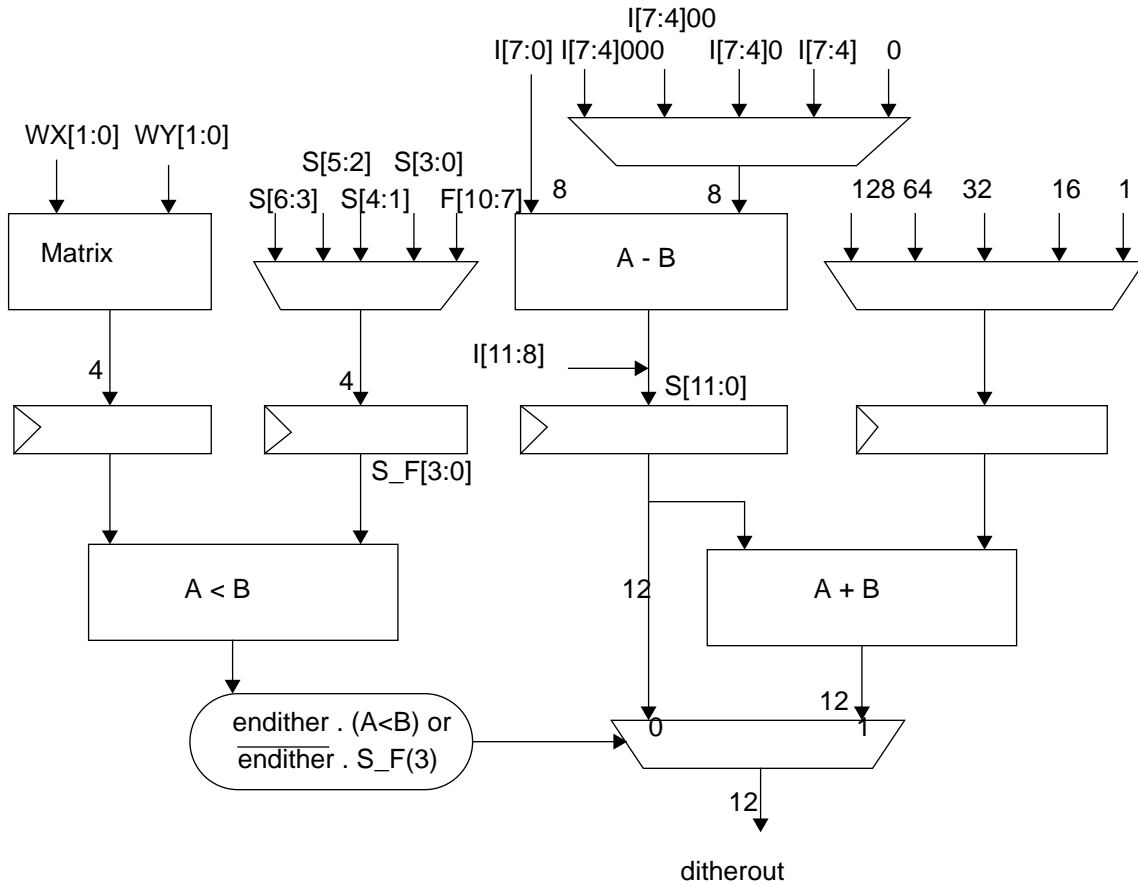 I[7:4]00
I[7:0] I[7:4]000 I[7:4]0 I[7:4] 0
WX[1:0] WY[1:0]
S[5:2] S[3:0]
S[6:3] S[4:1] F[10:7]
8 8
128 64 32 16 1
Matrix
A - B
I[11:8]
4 4
S[11:0]
S_F[3:0]
A < B
12
A + B
12
endither . (A<B) or
endither . S_F(3)
0 1
12
ditherout